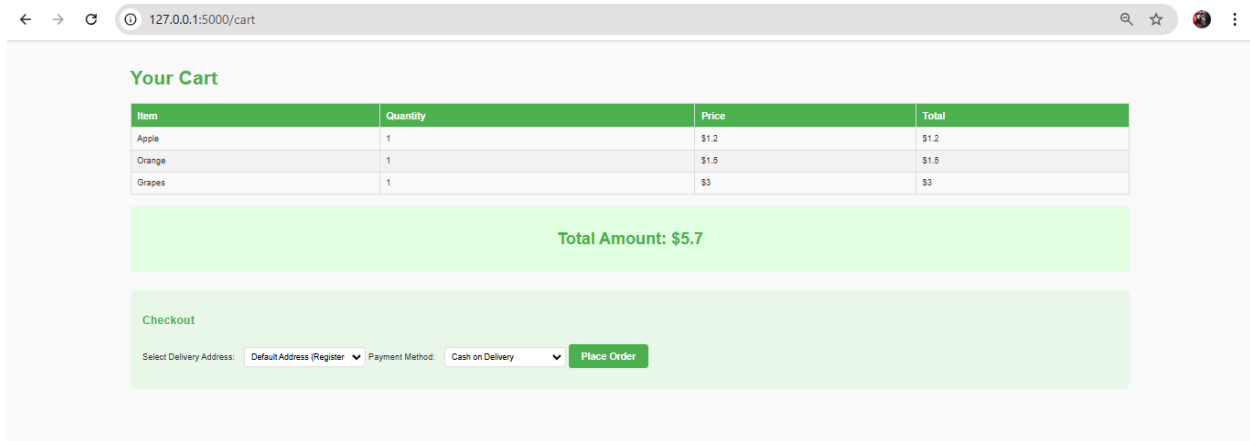 127.0.0.1:5000/cart
Your Cart
Item Quantity Price Total
Apple 1 $1.2 $1.2
Orange 1 $1.5 $1.5
Grapes 1 $3 $3
Total Amount: $5.7
Checkout
Select Delivery Address: Default Address (Register Payment Method: Cash on Delivery Place Order